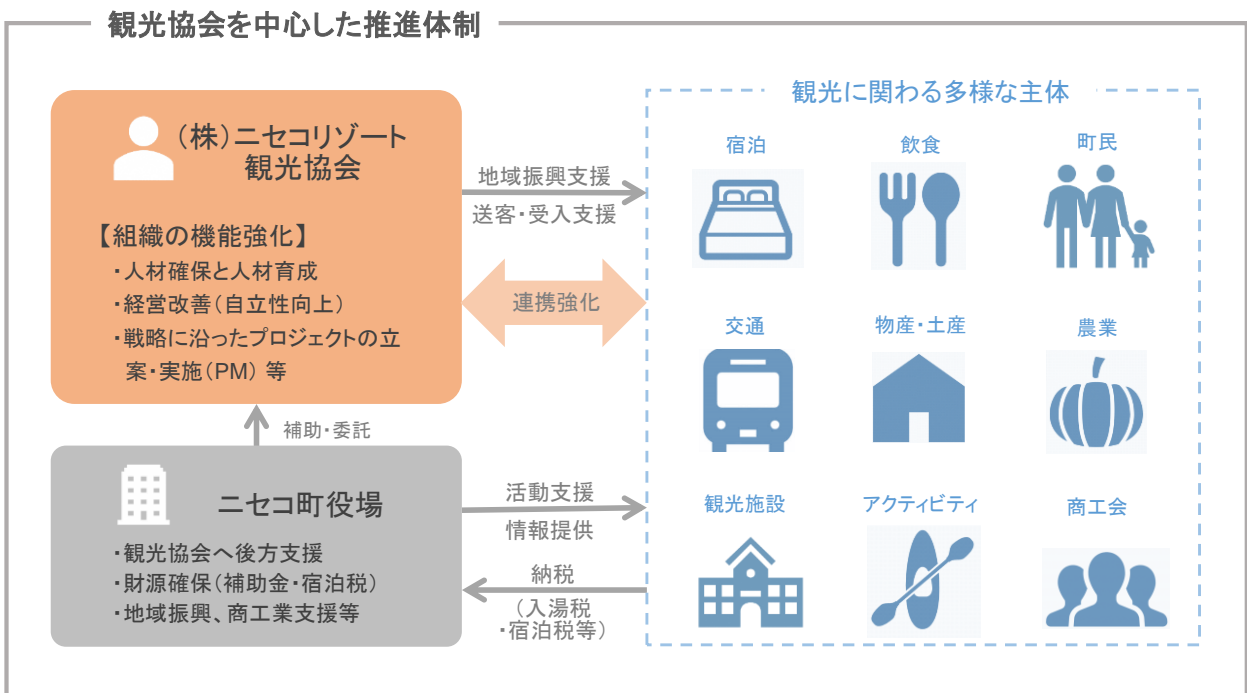 観光協会を中心した推進体制
(株)ニセコリゾート
観光協会
【組織の機能強化】
・人材確保と人材育成
・経営改善(自立性向上)
・戦略に沿ったプロジェクトの立
案・実施(PM) 等
補助・委託
ニセコ町役場
・観光協会へ後方支援
・財源確保(補助金・宿泊税)
・地域振興、商工業支援等
地域振興支援
送客・受入支援
連携強化
活動支援
情報提供
納税
(入湯税
・宿泊税等)
観光に関わる多様な主体
宿泊
飲食
町民
交通
物産・土産
農業
観光施設
アクティビティ
商工会